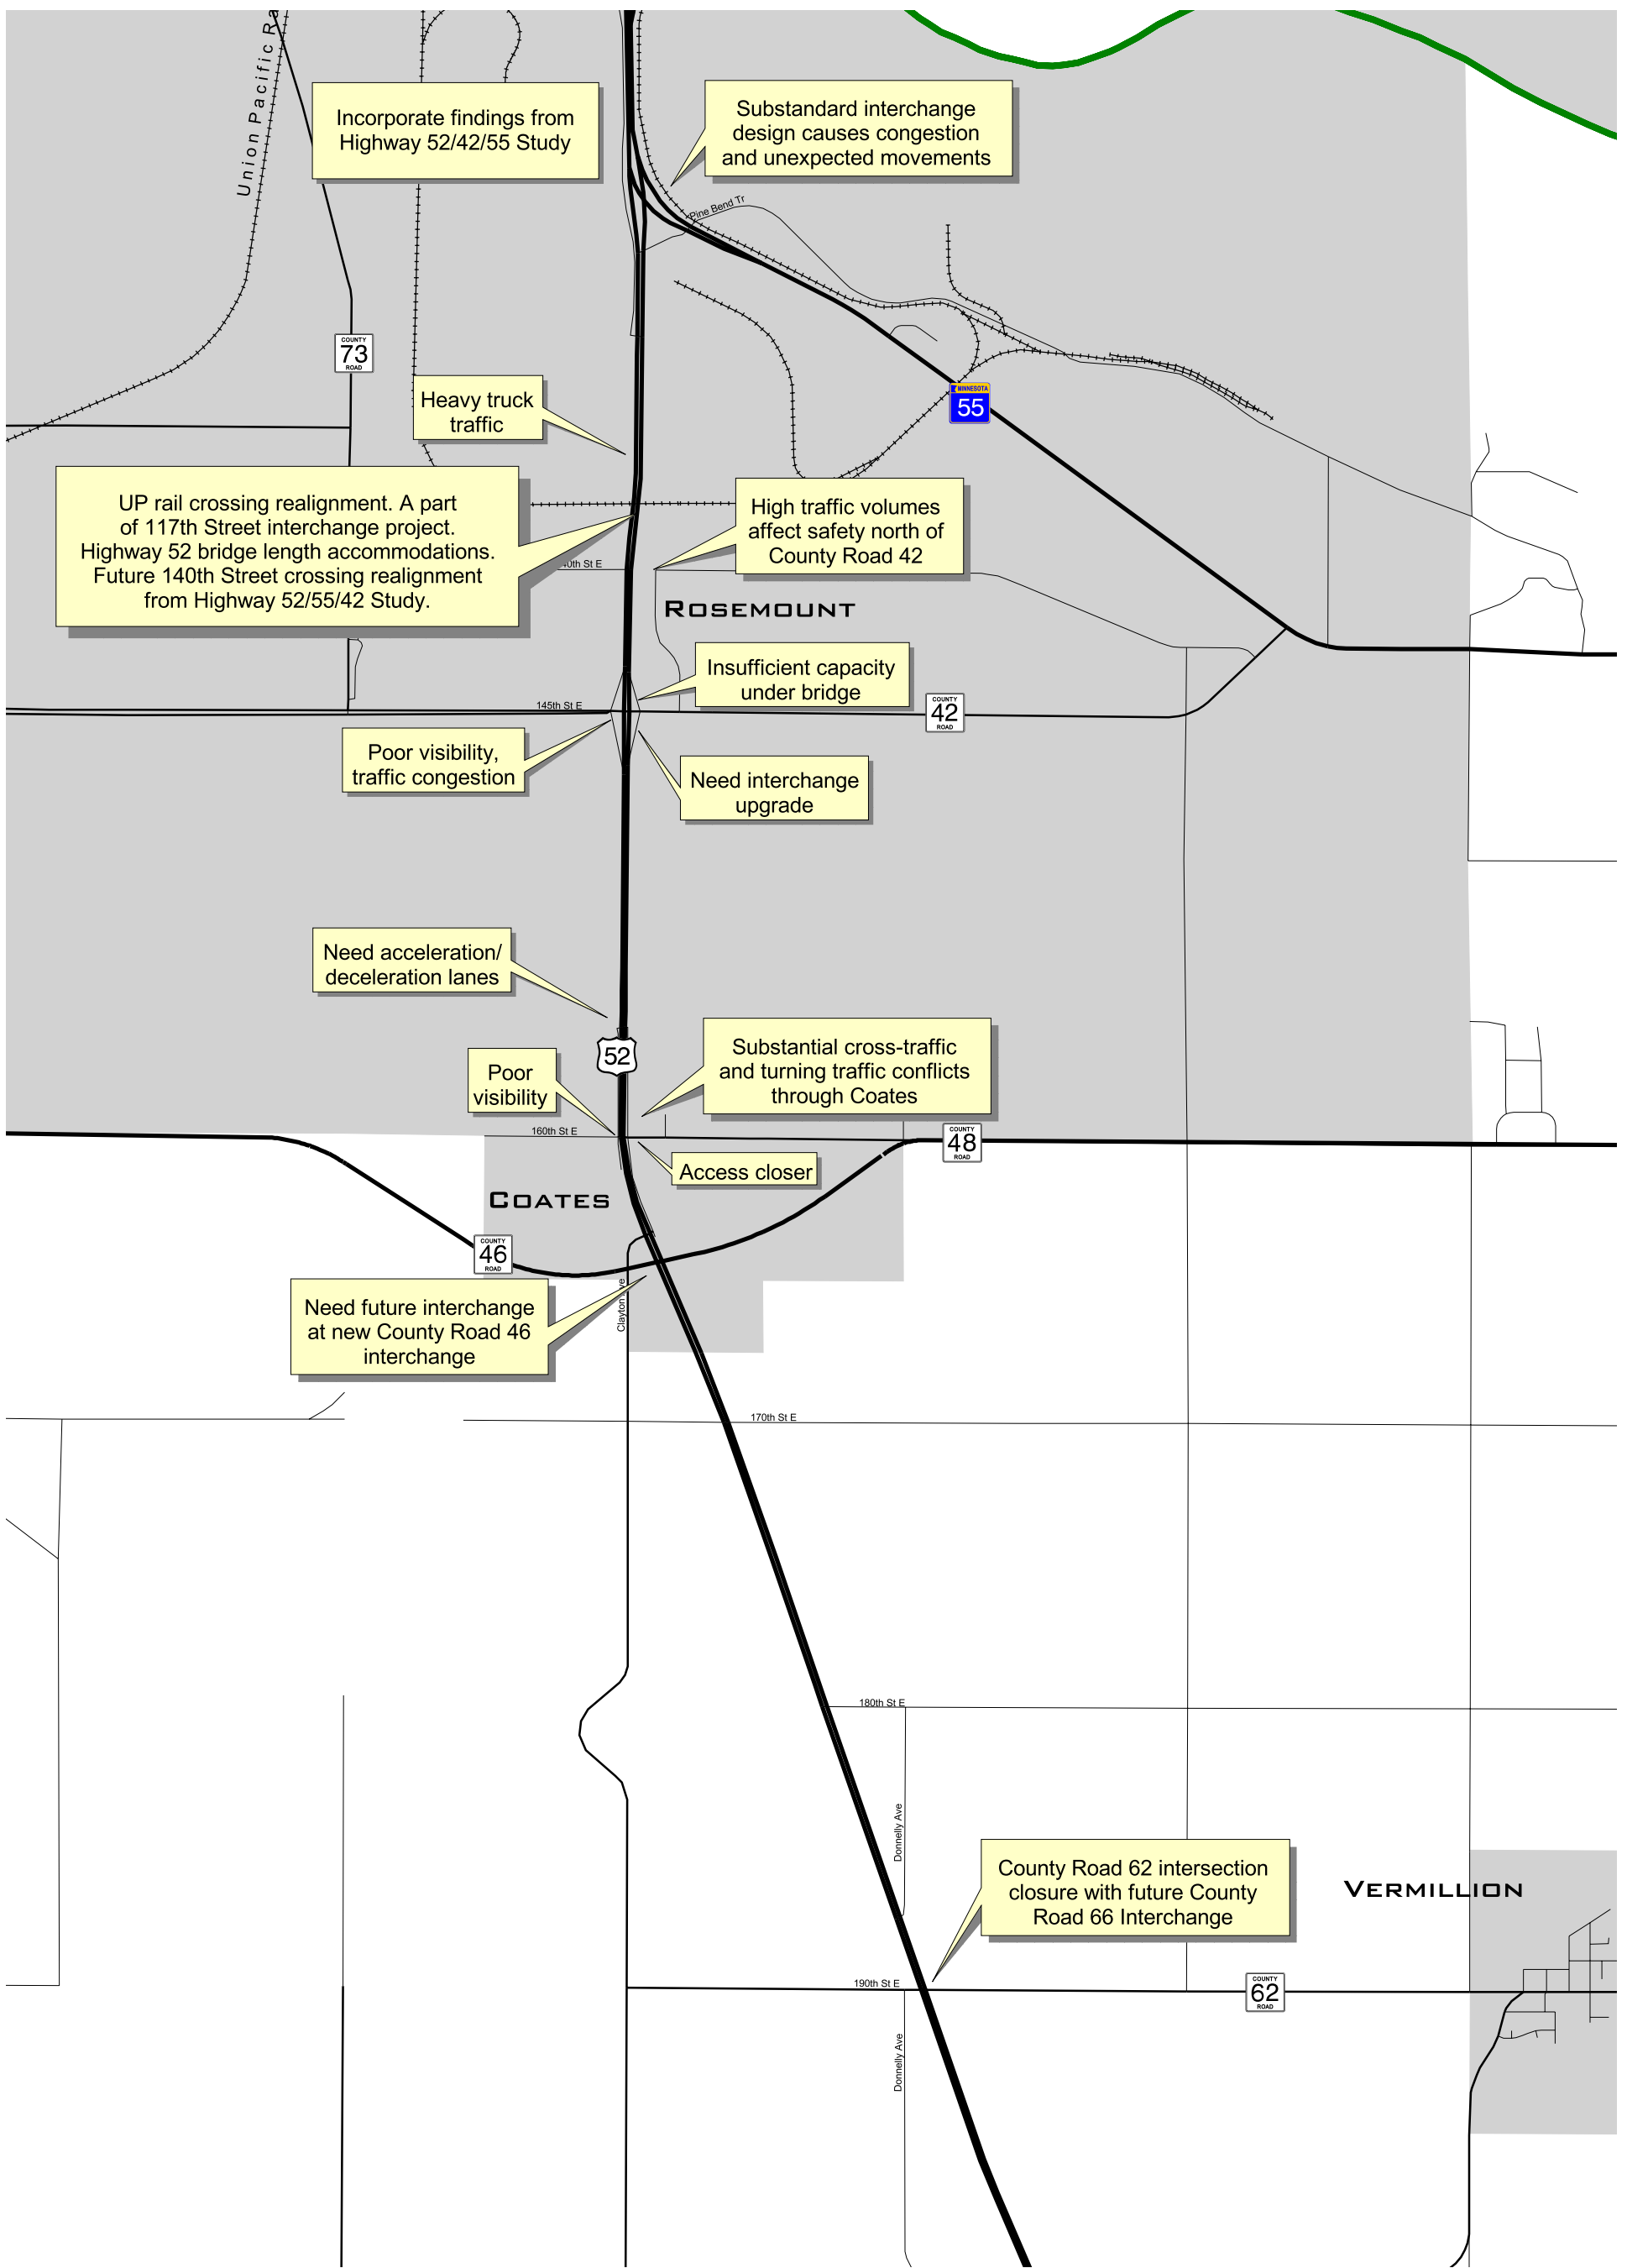 Union Pacific Ra
Incorporate findings from
Highway 52/42/55 Study
Substandard interchange
design causes congestion
and unexpected movements
Pine Bend Tr
COUNTY
73
ROAD
MINNESOTA
55
Heavy truck
traffic
UP rail crossing realignment. A part
of 117th Street interchange project.
Highway 52 bridge length accommodations.
Future 140th Street crossing realignment
from Highway 52/55/42 Study.
High traffic volumes
affect safety north of
County Road 42
40th St E
ROSEMOUNT
Insufficient capacity
under bridge
145th St E
COUNTY
42
ROAD
Poor visibility,
traffic congestion
Need interchange
upgrade
Need acceleration/
deceleration lanes
52
Substantial cross-traffic
and turning traffic conflicts
through Coates
Poor
visibility
160th St E
COUNTY
48
ROAD
Access closer
COATES
COUNTY
46
ROAD
Need future interchange
at new County Road 46
interchange
Clayton Ave
170th St E
180th St E
Donnelly Ave
County Road 62 intersection
closure with future County
Road 66 Interchange
VERMILLION
190th St E
COUNTY
62
ROAD
Donnelly Ave